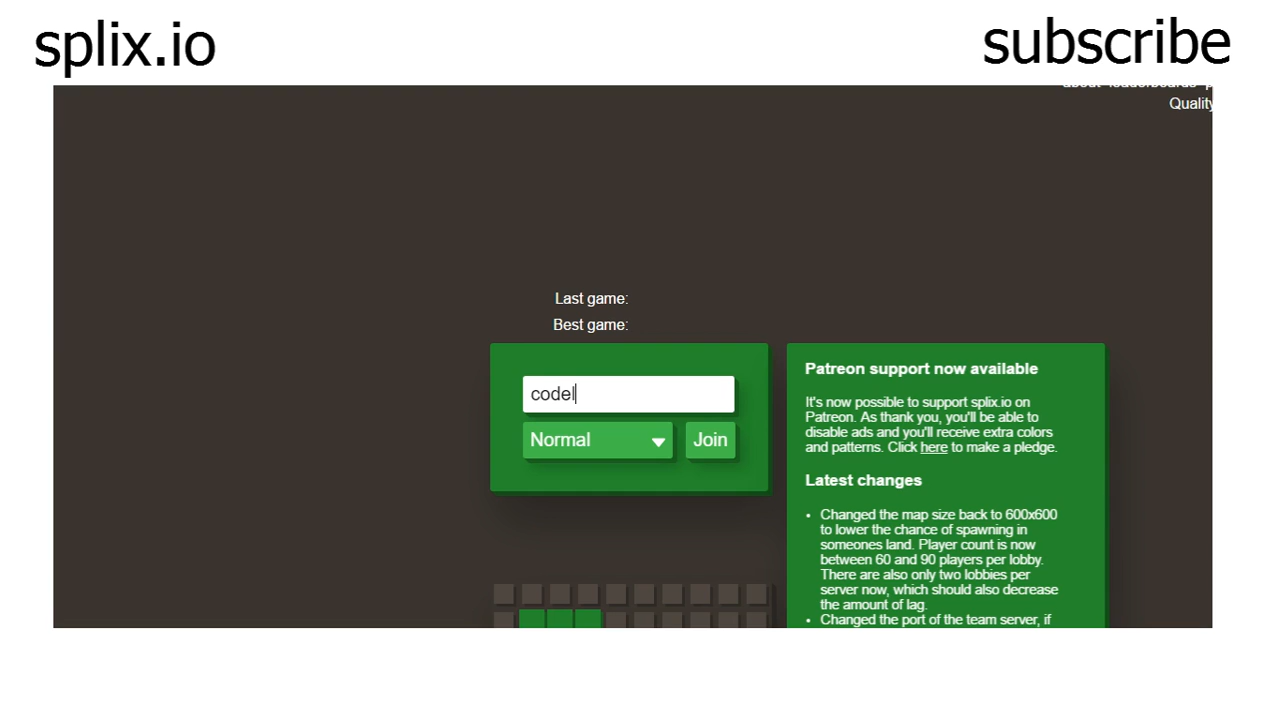 splix.io
subscribe
Quality
Last game:
Best game:
codel
Normal
Join
Patreon support now available
It's now possible to support splix.io on
Patreon. As thank you, you'll be able to
disable ads and you'll receive extra colors
and patterns. Click here to make a pledge.
Latest changes
• Changed the map size back to 600x600
to lower the chance of spawning in
someones land. Player count is now
between 60 and 90 players per lobby.
There are also only two lobbies per
server now, which should also decrease
the amount of lag.
• Changed the port of the team server, if